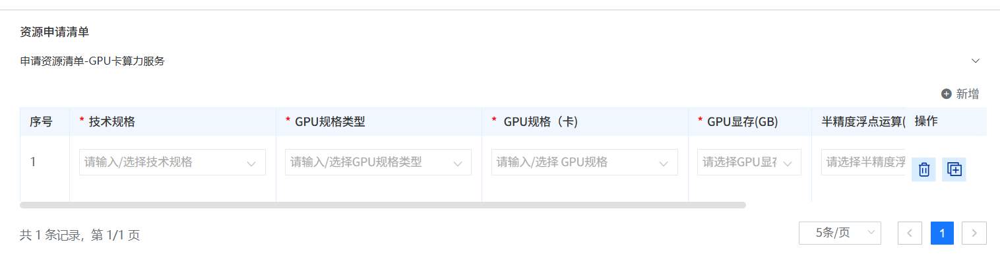 资源申请清单
申请资源清单-GPU卡算力服务
新增
序号 * 技术规格 * GPU规格类型 * GPU规格（卡) * GPU显存(GB) 半精度浮点运算( 操作
1 请输入/选择技术规格 请输入/选择GPU规格类型 请输入/选择 GPU规格 请选择GPU显 请选择半精度浮
共 1 条记录，第 1/1 页 5条/页 1